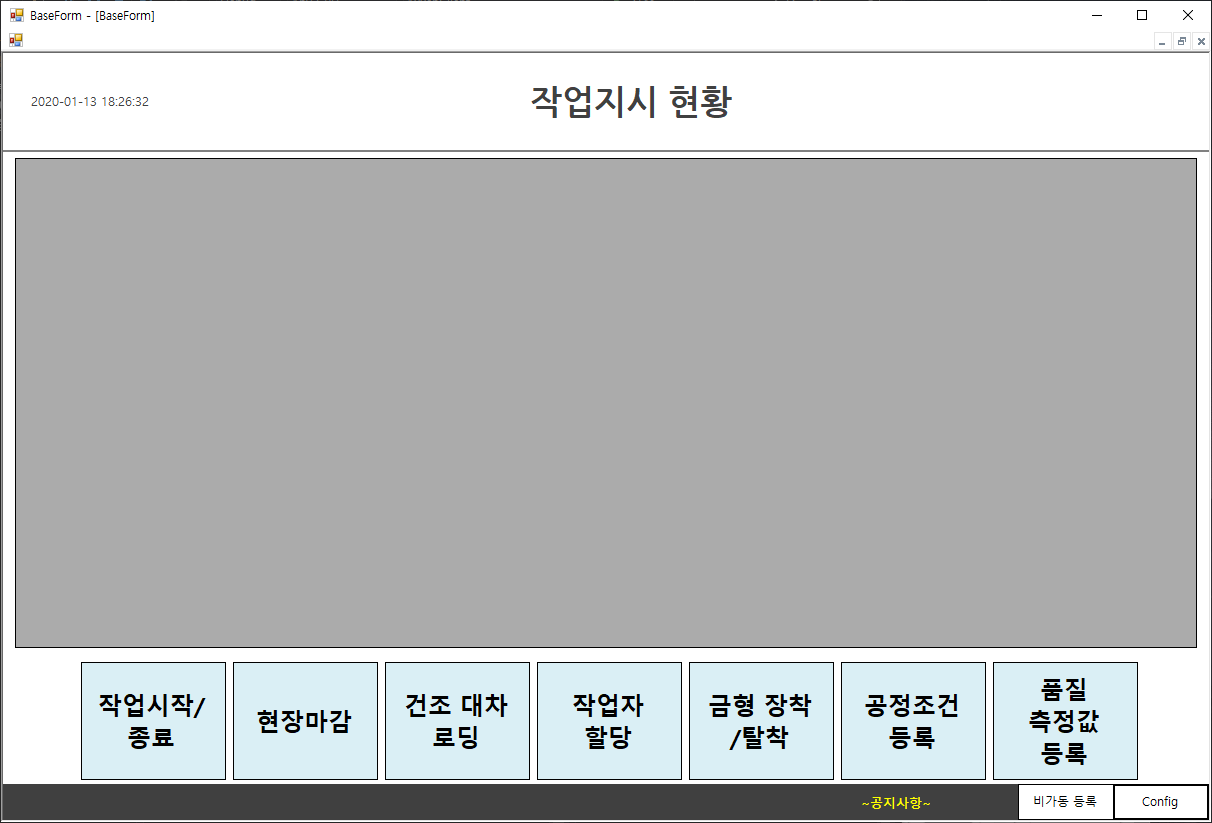 BaseForm - [BaseForm]
2020-01-13 18:26:32
작업지시 현황
작업시작/
종료
현장마감
건조 대차
로딩
작업자
할당
금형 장착
/탈착
공정조건
등록
품질
측정값
등록
~공지사항~
비가동 등록
Config